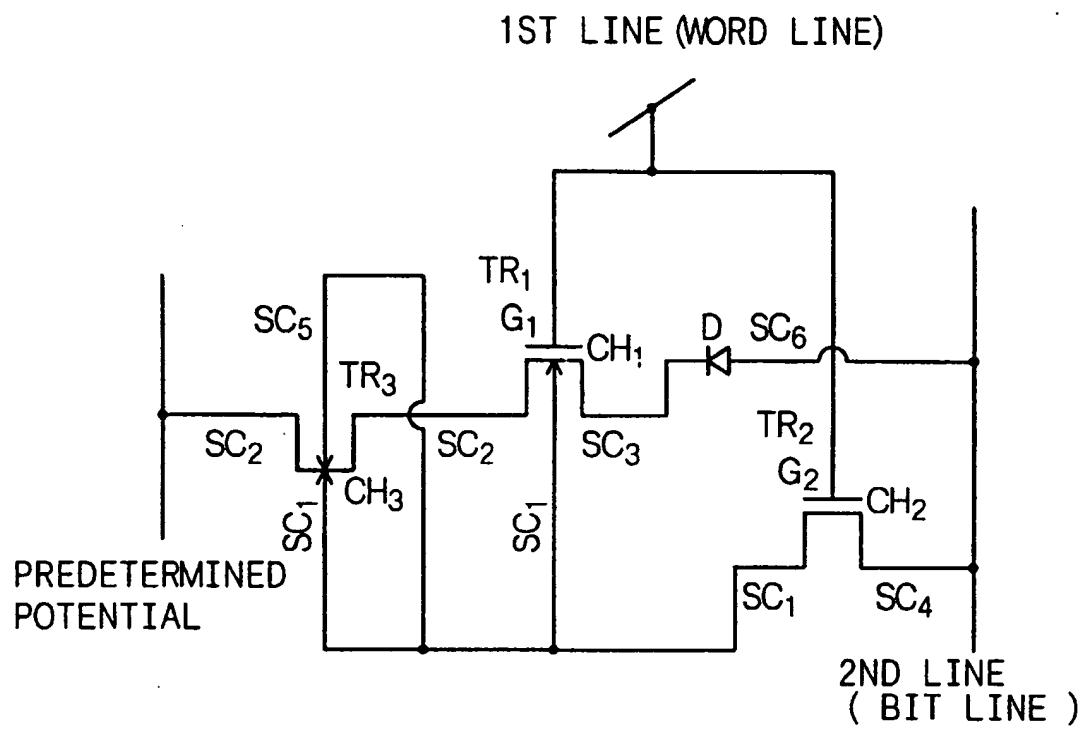 1ST LINE (WORD LINE)
TR1
G1
CH1
D
SC6
SC5
TR3
SC2
SC2
SC3
TR2
G2
CH2
SC1
CH3
SC1
SC1
SC4
PREDETERMINED
POTENTIAL
2ND LINE
( BIT LINE )